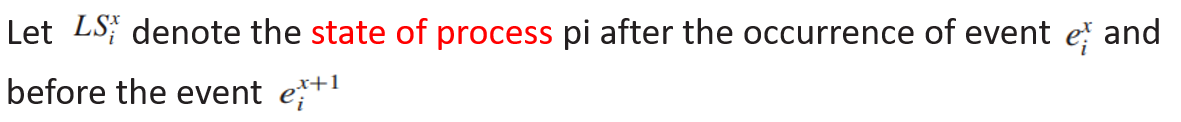 Let $LS_i^x$ denote the state of process pi after the occurrence of event $e_i^x$ and
before the event $e_i^{x+1}$